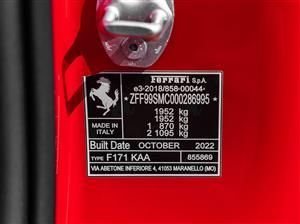 Ferrari S.p.A.
e3-2018/858-00044-
*ZFF99SMC000286995*
1952 kg
1952 kg
1 870 kg
2 1095 kg
MADE IN
ITALY
Built Date OCTOBER 2022
TYPE F171 KAA 855869
VIA ABETONE INFERIORE 4, 41053 MARANELLO (MO)